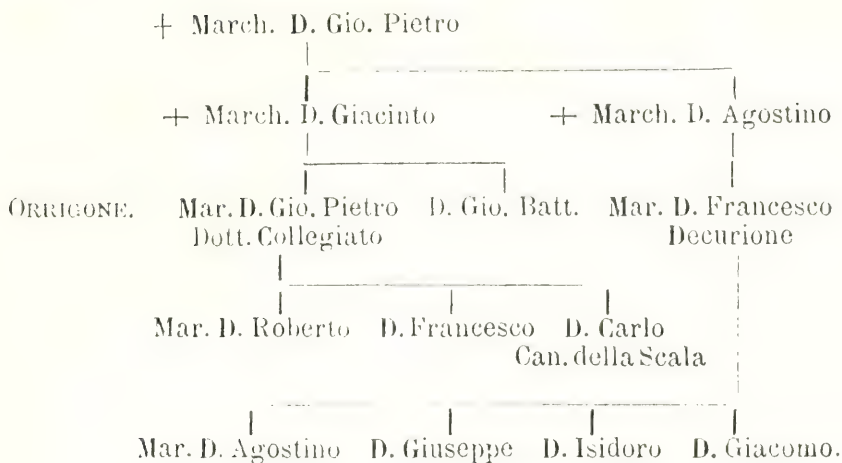 + March. D. Gio. Pietro
+ March. D. Giacinto + March. D. Agostino
ORRIGONE. Mar. D. Gio. Pietro D. Gio. Batt. Mar. D. Francesco
Dott. Collegiato Decurione
Mar. D. Roberto D. Francesco D. Carlo
Can. della Scala
Mar. D. Agostino D. Giuseppe D. Isidoro D. Giacomo.